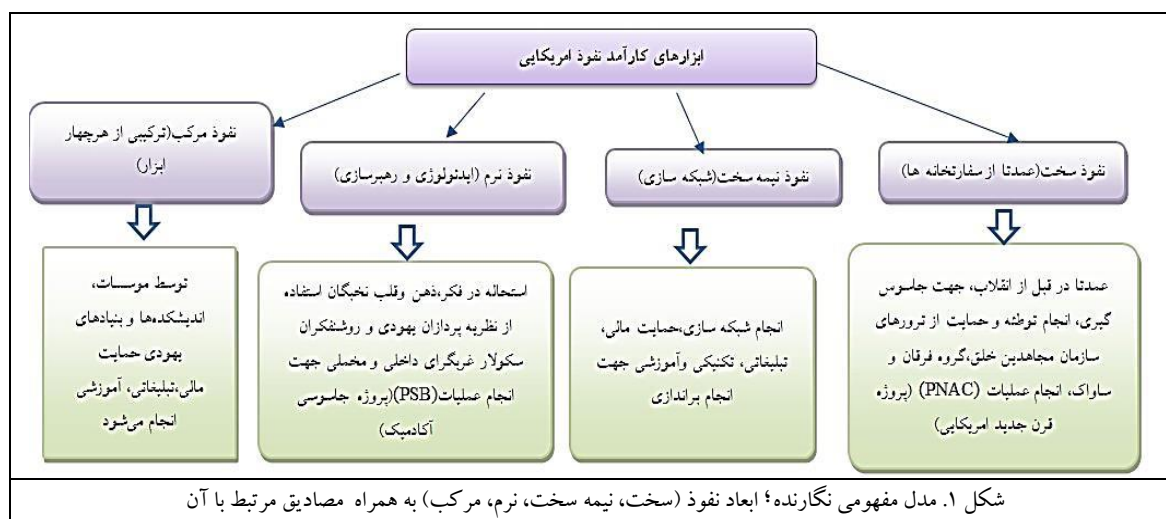 ابزارهای کارآمد نفوذ امریکایی
نفوذ سخت(عمدتا از سفارتخانه ها)
نفوذ نیمه سخت(شبکه سازی)
نفوذ نرم (ایدئولوژی و رهبرسازی)
نفوذ مرکب(ترکیبی از هرچهار
ابزار)
عمدتا در قبل از انقلاب، جهت جاسوس
گیری، انجام توطئه و حمایت از ترورهای
سازمان مجاهدین خلق،گروه فرقان و
ساواک، انجام عملیات (PNAC) (پروژه
قرن جدید امریکایی)
انجام شبکه سازی،حمایت مالی،
تبلیغاتی، تکنیکی وآموزشی جهت
انجام براندازی
استحاله در فکر،ذهن وقلب نخبگان استفاده
از نظریه پردازان یهودی و روشنفکران
سکولار غربگرای داخلی و مخملی جهت
انجام عملیات(PSB)(پروژه جاسوسی
آکادمیک)
توسط موسسات،
اندیشکده‌ها و بنیادهای
یهودی حمایت
مالی،تبلیغاتی، آموزشی
انجام می‌شود
شکل ۱. مدل مفهومی نگارنده؛ ابعاد نفوذ (سخت، نیمه سخت، نرم، مرکب) به همراه مصادیق مرتبط با آن